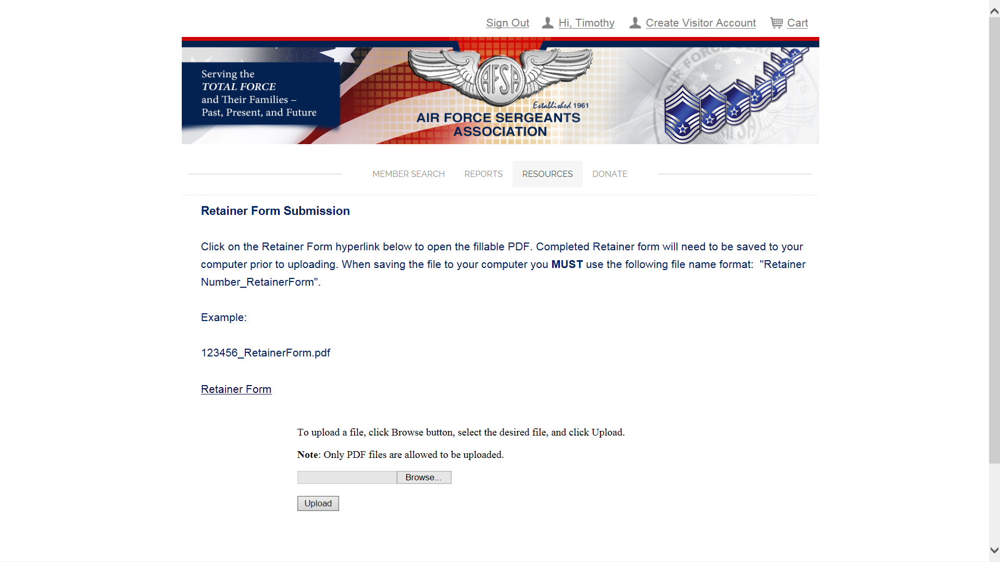 Sign Out Hi, Timothy Create Visitor Account Cart
Serving the
TOTAL FORCE
and Their Families –
Past, Present, and Future
AFSA
Established 1961
AIR FORCE SERGEANTS
ASSOCIATION
AIR FORCE SERGEANTS
AFSA
MEMBER SEARCH REPORTS RESOURCES DONATE
Retainer Form Submission
Click on the Retainer Form hyperlink below to open the fillable PDF. Completed Retainer form will need to be saved to your
computer prior to uploading. When saving the file to your computer you MUST use the following file name format:  "Retainer
Number_RetainerForm".
Example:
123456_RetainerForm.pdf
Retainer Form
To upload a file, click Browse button, select the desired file, and click Upload.
Note: Only PDF files are allowed to be uploaded.
Browse...
Upload